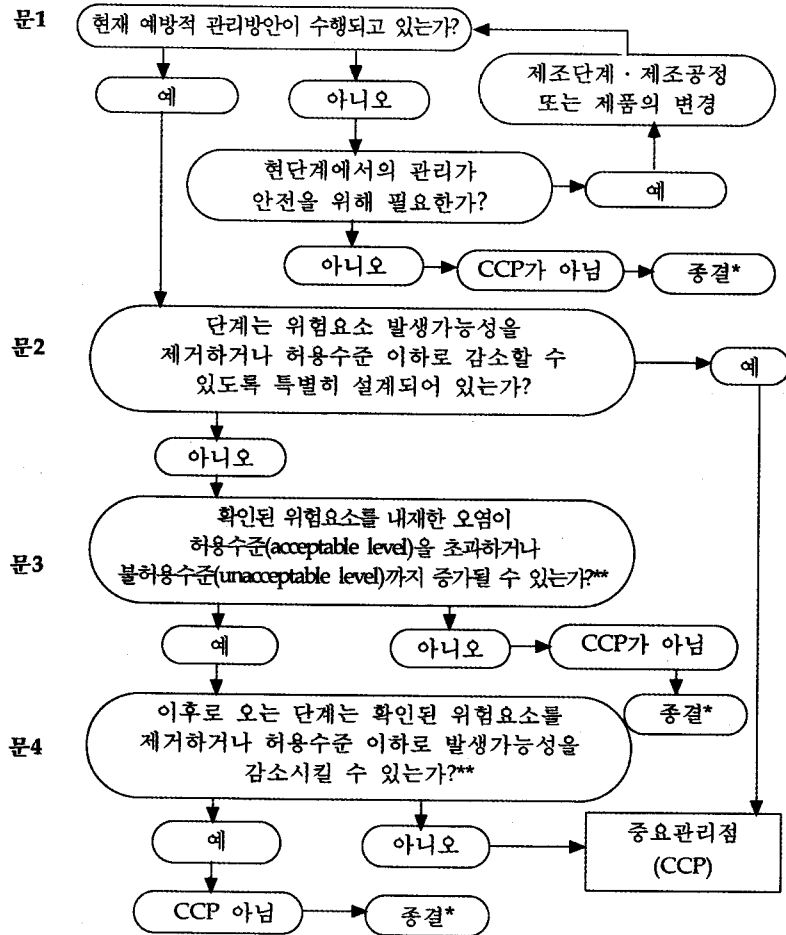 문1
현재 예방적 관리방안이 수행되고 있는가?
예
아니오
제조단계 · 제조공정
또는 제품의 변경
현단계에서의 관리가
안전을 위해 필요한가?
예
아니오
CCP가 아님
종결*
문2
단계는 위험요소 발생가능성을
제거하거나 허용수준 이하로 감소할 수
있도록 특별히 설계되어 있는가?
예
아니오
문3
확인된 위험요소를 내재한 오염이
허용수준(acceptable level)을 초과하거나
불허용수준(unacceptable level)까지 증가될 수 있는가?**
예
아니오
CCP가 아님
종결*
문4
이후로 오는 단계는 확인된 위험요소를
제거하거나 허용수준 이하로 발생가능성을
감소시킬 수 있는가?**
예
아니오
중요관리점
(CCP)
CCP 아님
종결*